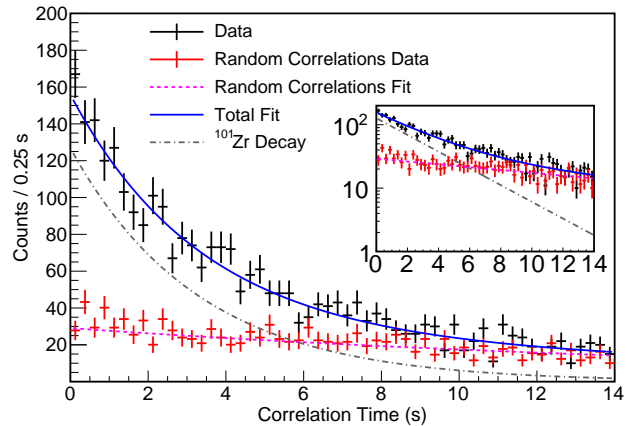 200
180
160
140
120
100
80
60
40
20
Counts / 0.25 s
Data
Random Correlations Data
Random Correlations Fit
Total Fit
¹⁰¹Zr Decay
10²
10
1
0 2 4 6 8 10 12 14
0 2 4 6 8 10 12 14
Correlation Time (s)